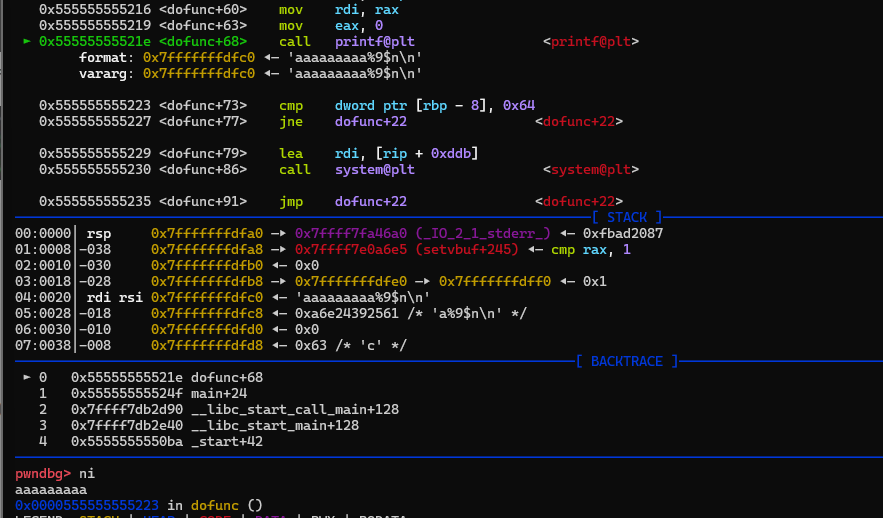 0x555555555216 <dofunc+60> mov rdi, rax
0x555555555219 <dofunc+63> mov eax, 0
► 0x55555555521e <dofunc+68> call printf@plt <printf@plt>
format: 0x7fffffffdfc0 ◂— 'aaaaaaaaa%9$n\n'
vararg: 0x7fffffffdfc0 ◂— 'aaaaaaaaa%9$n\n'
0x555555555223 <dofunc+73> cmp dword ptr [rbp - 8], 0x64
0x555555555227 <dofunc+77> jne dofunc+22 <dofunc+22>
0x555555555229 <dofunc+79> lea rdi, [rip + 0xddb]
0x555555555230 <dofunc+86> call system@plt <system@plt>
0x555555555235 <dofunc+91> jmp dofunc+22 <dofunc+22>
[ STACK ]
00:0000│ rsp 0x7fffffffdfa0 —▸ 0x7ffff7fa46a0 (_IO_2_1_stderr_) ◂— 0xfbad2087
01:0008│-038 0x7fffffffdfa8 —▸ 0x7ffff7e0a6e5 (setvbuf+245) ◂— cmp rax, 1
02:0010│-030 0x7fffffffdfb0 ◂— 0x0
03:0018│-028 0x7fffffffdfb8 —▸ 0x7fffffffdfe0 —▸ 0x7fffffffdff0 ◂— 0x1
04:0020│ rdi rsi 0x7fffffffdfc0 ◂— 'aaaaaaaaa%9$n\n'
05:0028│-018 0x7fffffffdfc8 ◂— 0xa6e24392561 /* 'a%9$n\n' */
06:0030│-010 0x7fffffffdfd0 ◂— 0x0
07:0038│-008 0x7fffffffdfd8 ◂— 0x63 /* 'c' */
[ BACKTRACE ]
► 0 0x55555555521e dofunc+68
1 0x55555555524f main+24
2 0x7ffff7db2d90 __libc_start_call_main+128
3 0x7ffff7db2e40 __libc_start_main+128
4 0x5555555550ba _start+42
pwndbg> ni
aaaaaaaaa
0x0000555555555223 in dofunc ()